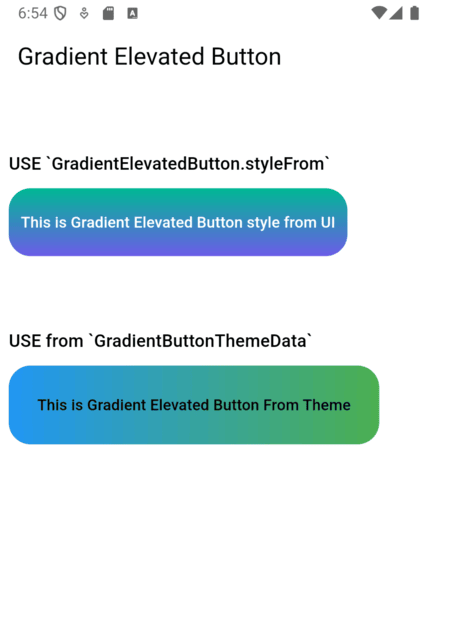 6:54
Gradient Elevated Button
USE `GradientElevatedButton.styleFrom`
This is Gradient Elevated Button style from UI
USE from `GradientButtonThemeData`
This is Gradient Elevated Button From Theme